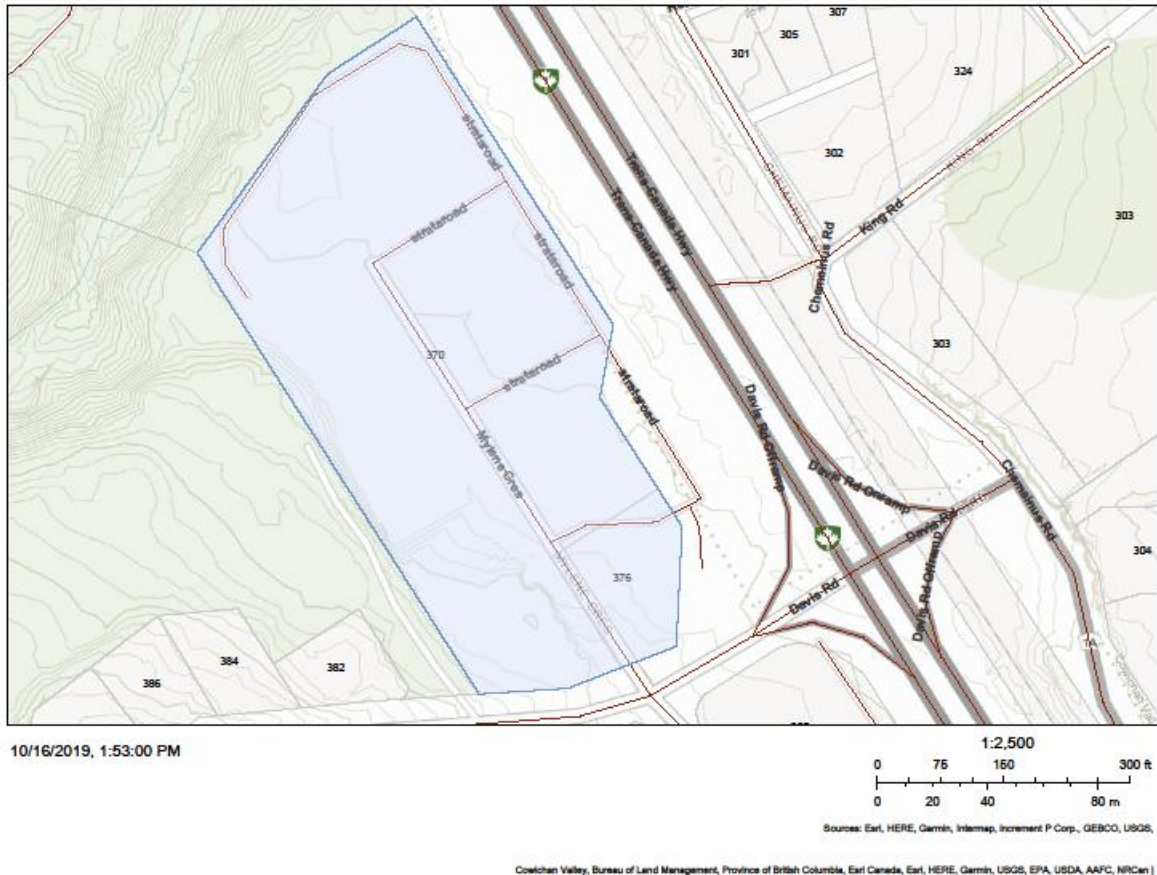 307
305
301
324
302
303
King Rd
Trans-Canada Hwy
Trans-Canada Hwy
Chemainus Rd
strataroad
strataroad
strataroad
370
303
strataroad
strataroad
Davis Rd Offramp
Mylene Cres
Davis Rd Onramp
Chemainus Rd
Davis Rd
304
376
Davis Rd
Davis Rd Offramp
384
382
386
1A
10/16/2019, 1:53:00 PM
1:2,500
0 75 150 300 ft
0 20 40 80 m
Sources: Esri, HERE, Garmin, Intermap, increment P Corp., GEBCO, USGS,
Cowichan Valley, Bureau of Land Management, Province of British Columbia, Esri Canada, Esri, HERE, Garmin, USGS, EPA, USDA, AAFC, NRCan |